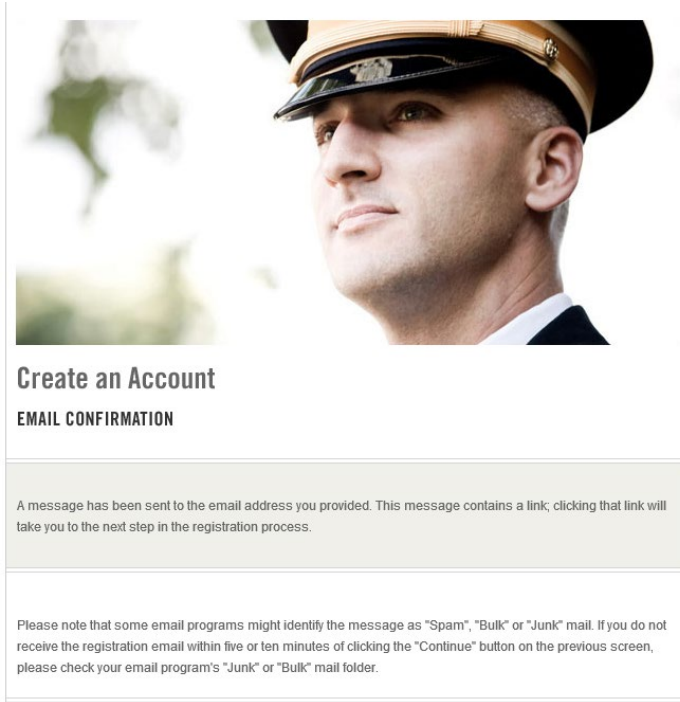 Create an Account
EMAIL CONFIRMATION
A message has been sent to the email address you provided. This message contains a link; clicking that link will
take you to the next step in the registration process.
Please note that some email programs might identify the message as "Spam", "Bulk" or "Junk" mail. If you do not
receive the registration email within five or ten minutes of clicking the "Continue" button on the previous screen,
please check your email program's "Junk" or "Bulk" mail folder.